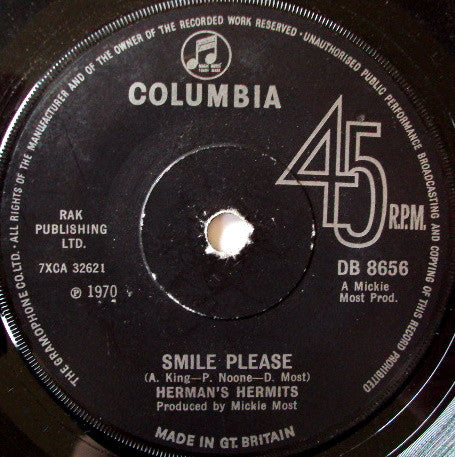 ALL RIGHTS OF THE MANUFACTURER AND OF THE OWNER OF THE RECORDED WORK RESERVED · UNAUTHORISED PUBLIC PERFORMANCE BROADCASTING AND COPYING OF THIS RECORD PROHIBITED
COLUMBIA
45
R.P.M.
RAK
PUBLISHING
LTD.
7XCA 32621
℗ 1970
DB 8656
A Mickie
Most Prod.
SMILE PLEASE
(A. King—P. Noone—D. Most)
HERMAN'S HERMITS
Produced by Mickie Most
MADE IN GT. BRITAIN
THE GRAMOPHONE CO. LTD. ·